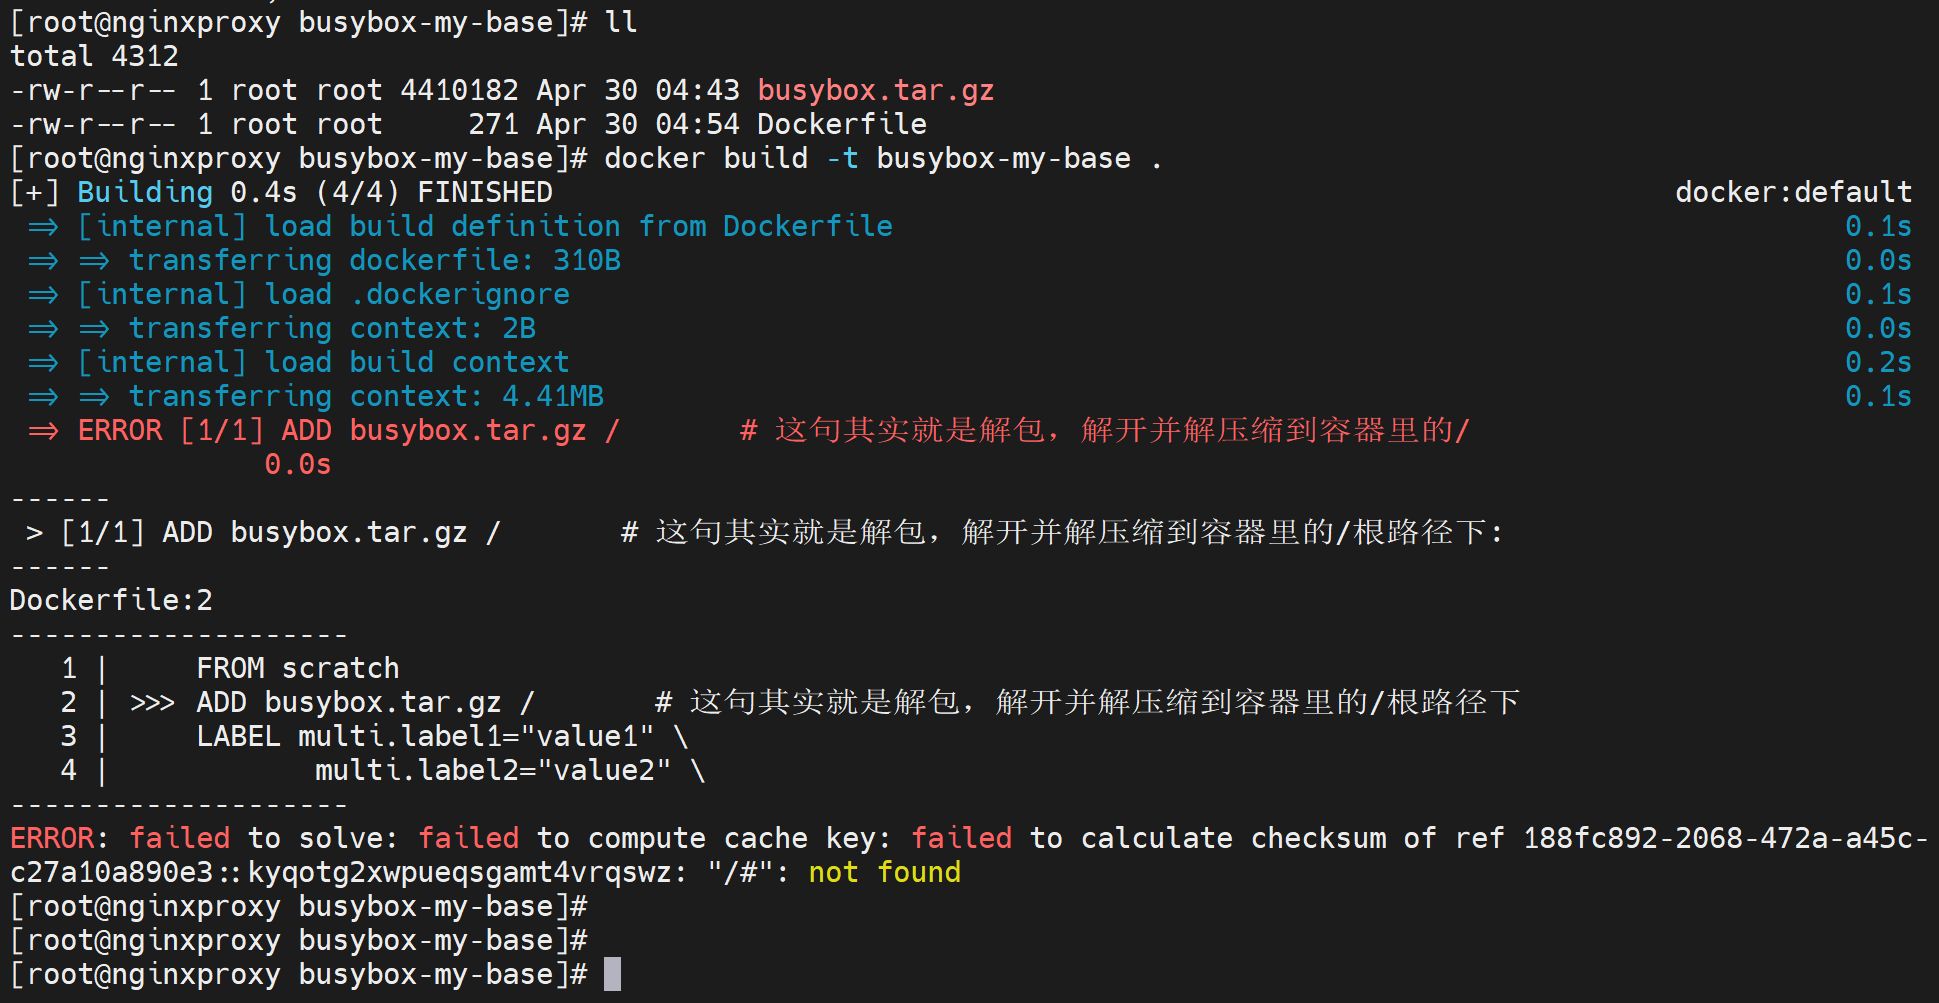 [root@nginxproxy busybox-my-base]# ll
total 4312
-rw-r--r-- 1 root root 4410182 Apr 30 04:43 busybox.tar.gz
-rw-r--r-- 1 root root     271 Apr 30 04:54 Dockerfile
[root@nginxproxy busybox-my-base]# docker build -t busybox-my-base .
[+] Building 0.4s (4/4) FINISHED                                                                  docker:default
 => [internal] load build definition from Dockerfile                                                        0.1s
 => => transferring dockerfile: 310B                                                                        0.0s
 => [internal] load .dockerignore                                                                           0.1s
 => => transferring context: 2B                                                                             0.0s
 => [internal] load build context                                                                           0.2s
 => => transferring context: 4.41MB                                                                         0.1s
 => ERROR [1/1] ADD busybox.tar.gz /       # 这句其实就是解包，解开并解压缩到容器里的/
               0.0s
------
 > [1/1] ADD busybox.tar.gz /       # 这句其实就是解包，解开并解压缩到容器里的/根路径下:
------
Dockerfile:2
--------------------
   1 |     FROM scratch
   2 | >>> ADD busybox.tar.gz /       # 这句其实就是解包，解开并解压缩到容器里的/根路径下
   3 |     LABEL multi.label1="value1" \
   4 |            multi.label2="value2" \
--------------------
ERROR: failed to solve: failed to compute cache key: failed to calculate checksum of ref 188fc892-2068-472a-a45c-
c27a10a890e3::kyqotg2xwpueqsgamt4vrqswz: "/#": not found
[root@nginxproxy busybox-my-base]#
[root@nginxproxy busybox-my-base]#
[root@nginxproxy busybox-my-base]#